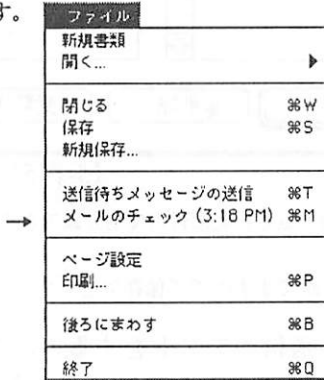 す。
ファイル
新規書類
開く...
閉じる ⌘W
保存 ⌘S
新規保存...
送信待ちメッセージの送信 ⌘T
メールのチェック (3:18 PM) ⌘M
ページ設定
印刷... ⌘P
後ろにまわす ⌘B
終了 ⌘Q